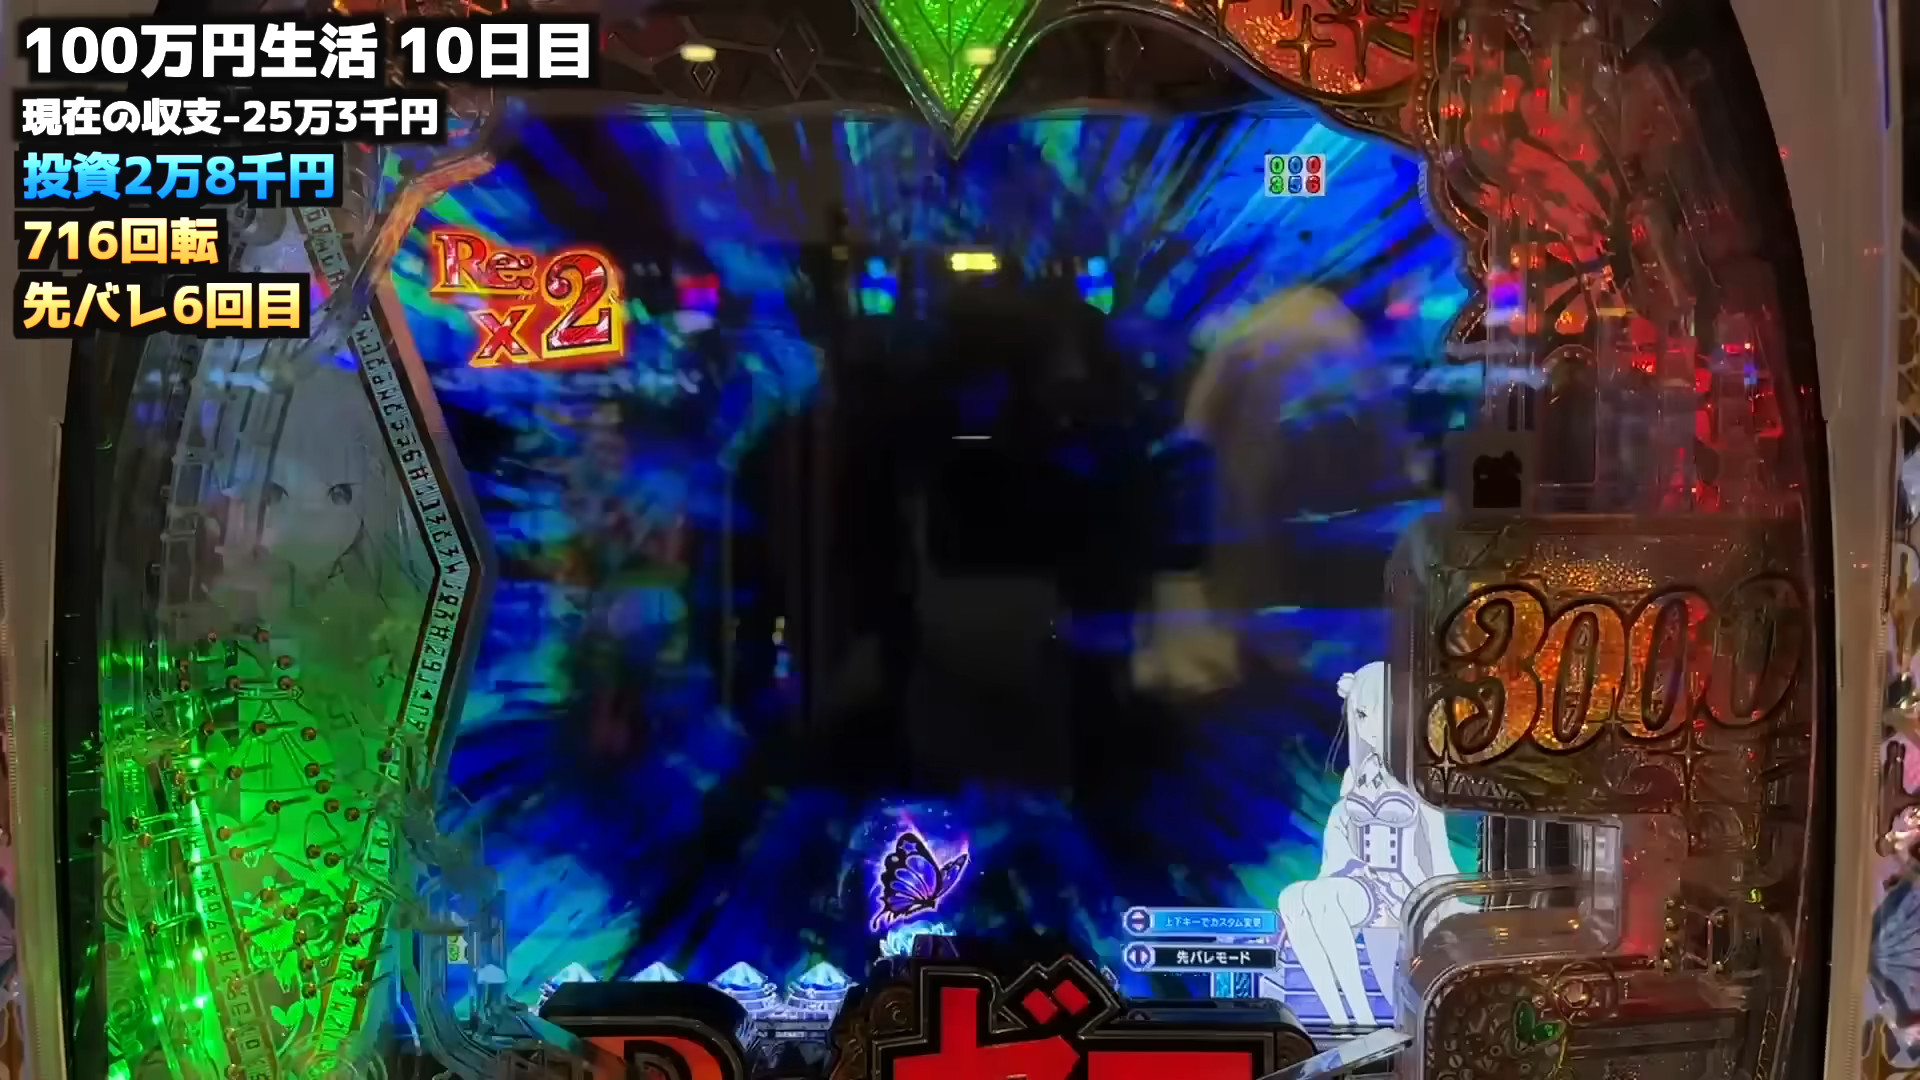 100万円生活 10日目
現在の収支-25万3千円
投資2万8千円
716回転
先バレ6回目
000
356
Re:
x2
3000
上下キーでカスタム変更
先バレモード